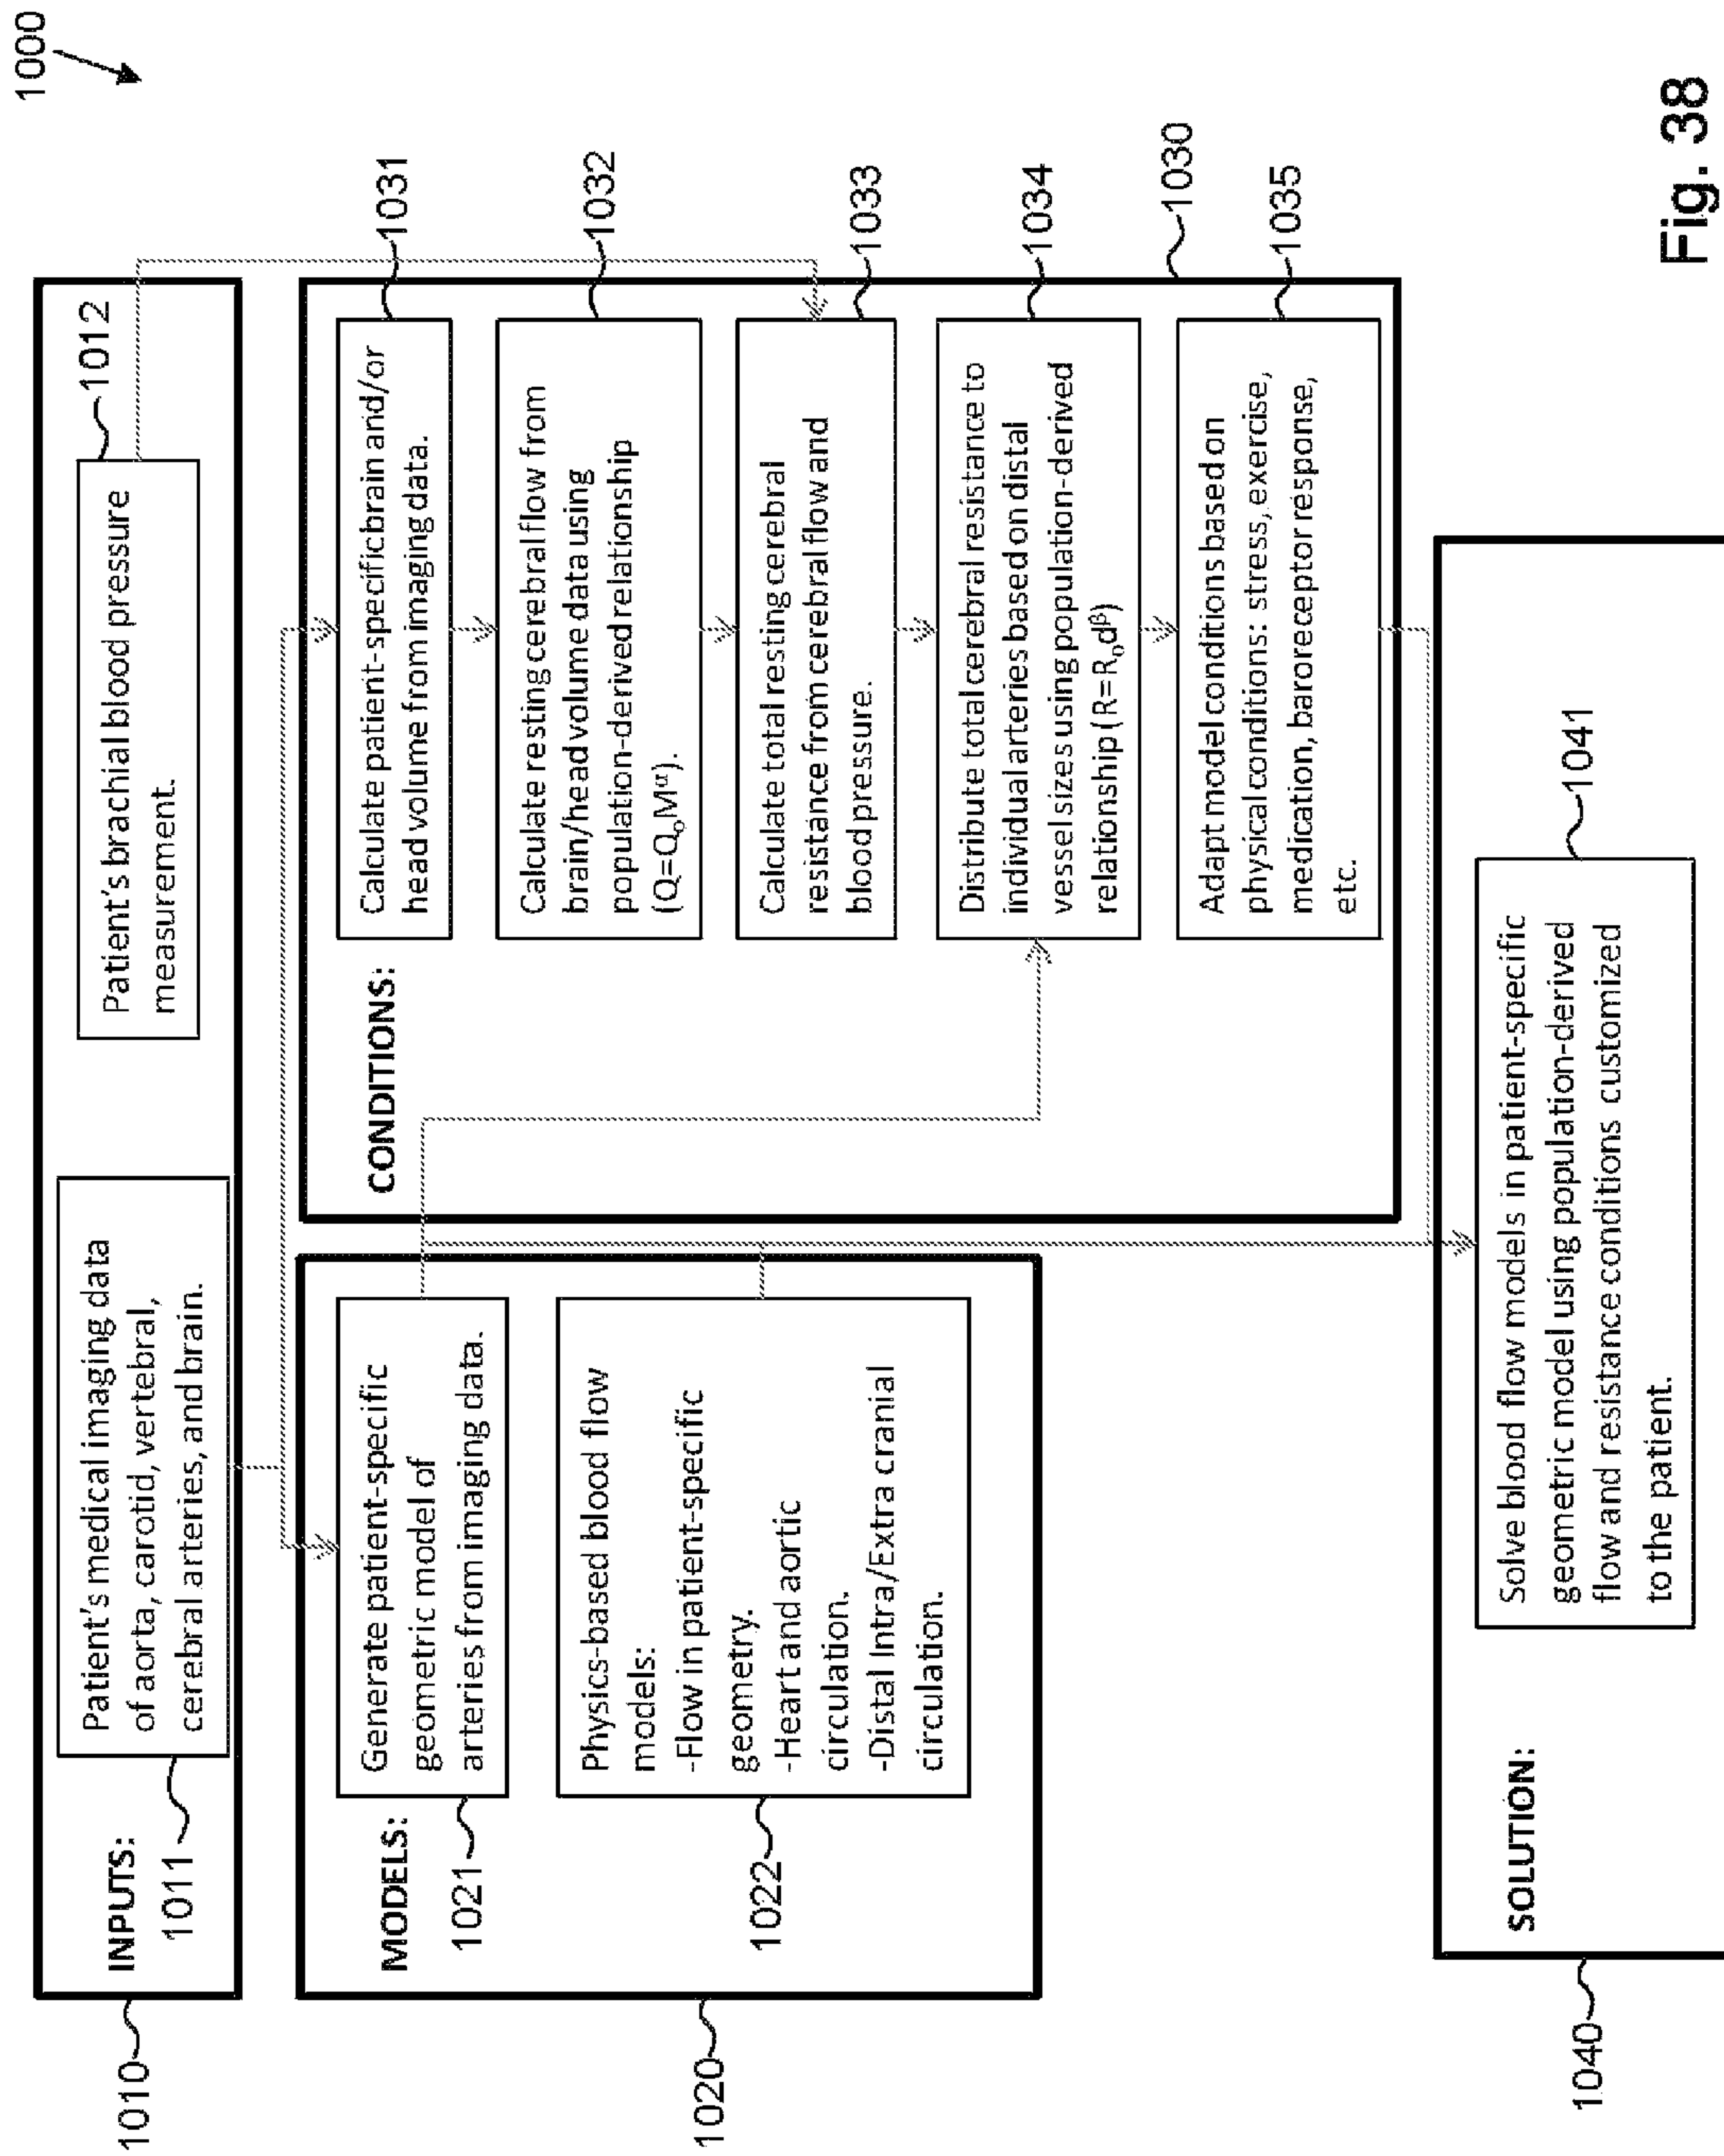 1000
INPUTS:
1010
1011
Patient's medical imaging data
of aorta, carotid, vertebral,
cerebral arteries, and brain.
Patient's brachial blood pressure
measurement.
1012
MODELS:
1020
1021
Generate patient-specific
geometric model of
arteries from imaging data.
1022
Physics-based blood flow
models:
-Flow in patient-specific
geometry.
-Heart and aortic
circulation.
-Distal Intra/Extra cranial
circulation.
CONDITIONS:
Calculate patient-specific brain and/or
head volume from imaging data.
1031
Calculate resting cerebral flow from
brain/head volume data using
population-derived relationship
(Q=QₒMᵅ).
1032
Calculate total resting cerebral
resistance from cerebral flow and
blood pressure.
1033
Distribute total cerebral resistance to
individual arteries based on distal
vessel sizes using population-derived
relationship (R=Rₒdᵝ)
1034
1030
Adapt model conditions based on
physical conditions: stress, exercise,
medication, baroreceptor response,
etc.
1035
SOLUTION:
1040
Solve blood flow models in patient-specific
geometric model using population-derived
flow and resistance conditions customized
to the patient.
1041
Fig. 38